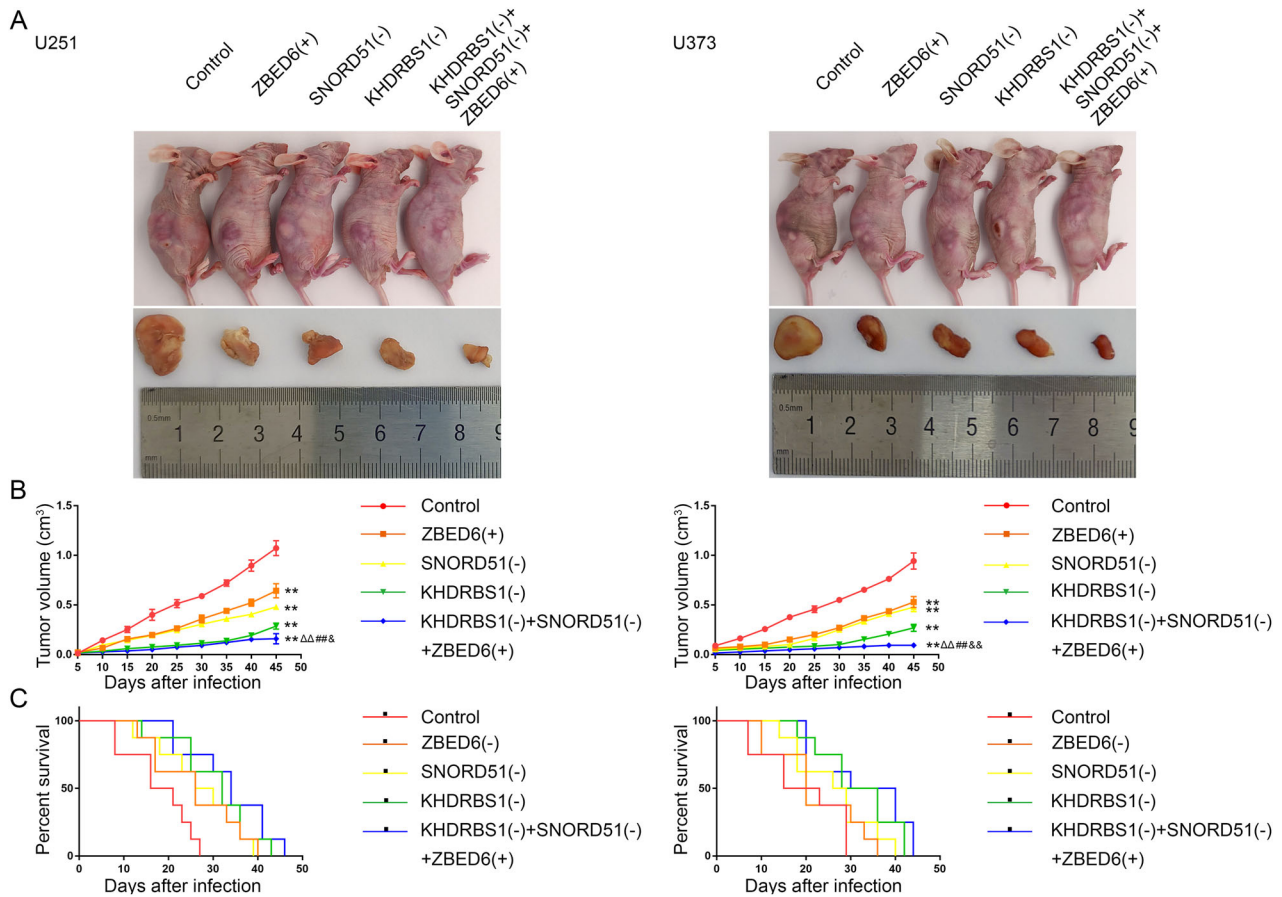 A
U251
Control
ZBED6(+)
SNORD51(-)
KHDRBS1(-)
KHDRBS1(-)+
SNORD51(-)+
ZBED6(+)
0.5mm
1 2 3 4 5 6 7 8 9
mm
U373
Control
ZBED6(+)
SNORD51(-)
KHDRBS1(-)
KHDRBS1(-)+
SNORD51(-)+
ZBED6(+)
0.5mm
1 2 3 4 5 6 7 8 9
mm
B
Tumor volume (cm³)
1.5
1.0
0.5
0.0
5 10 15 20 25 30 35 40 45 50
Days after infection
**
**
**
**ΔΔ##&
Control
ZBED6(+)
SNORD51(-)
KHDRBS1(-)
KHDRBS1(-)+SNORD51(-)
+ZBED6(+)
Tumor volume (cm³)
1.5
1.0
0.5
0.0
5 10 15 20 25 30 35 40 45 50
Days after infection
**
**
**
**ΔΔ##&&
Control
ZBED6(+)
SNORD51(-)
KHDRBS1(-)
KHDRBS1(-)+SNORD51(-)
+ZBED6(+)
C
Percent survival
100
50
0
0 10 20 30 40 50
Days after infection
Control
ZBED6(-)
SNORD51(-)
KHDRBS1(-)
KHDRBS1(-)+SNORD51(-)
+ZBED6(+)
Percent survival
100
50
0
0 10 20 30 40 50
Days after infection
Control
ZBED6(-)
SNORD51(-)
KHDRBS1(-)
KHDRBS1(-)+SNORD51(-)
+ZBED6(+)